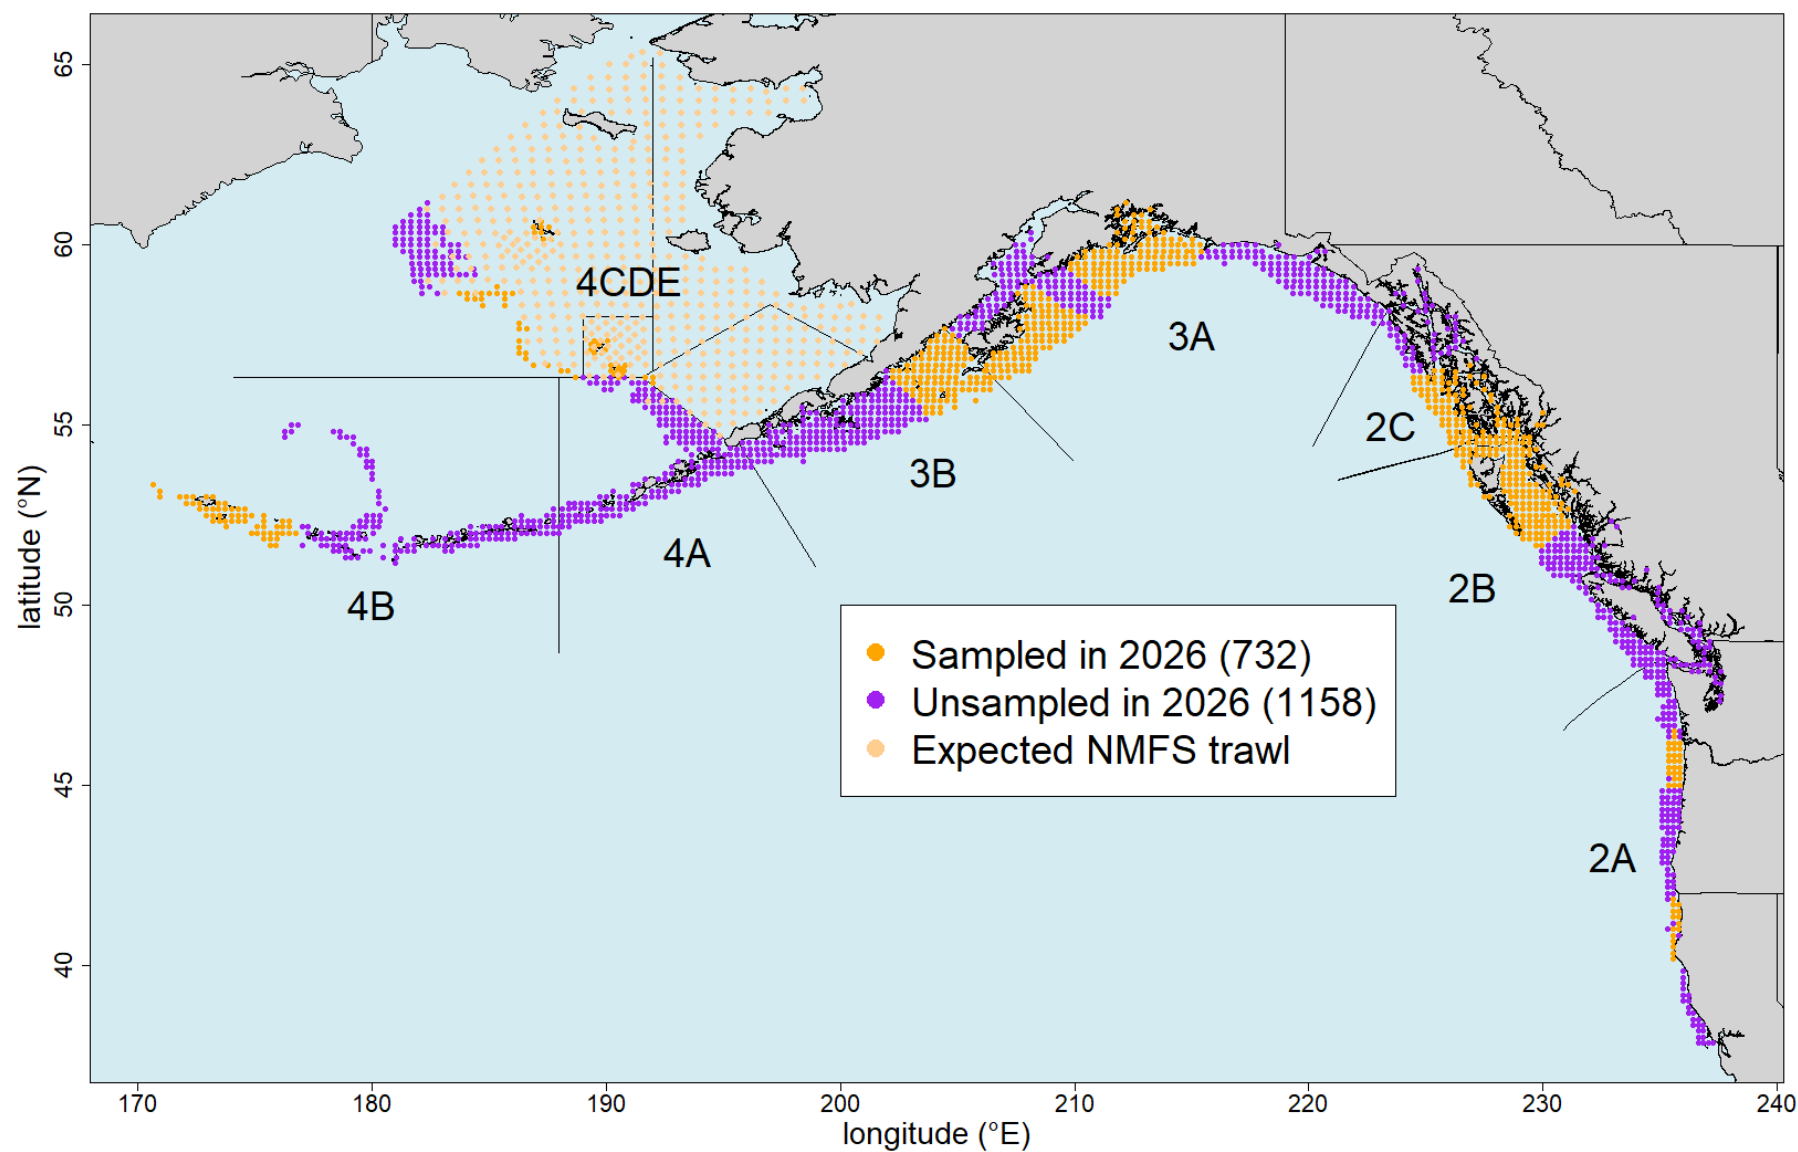 65
60
55
50
45
40
latitude (°N)
4CDE
3A
2C
3B
4A
2B
4B
2A
Sampled in 2026 (732)
Unsampled in 2026 (1158)
Expected NMFS trawl
170
180
190
200
210
220
230
240
longitude (°E)